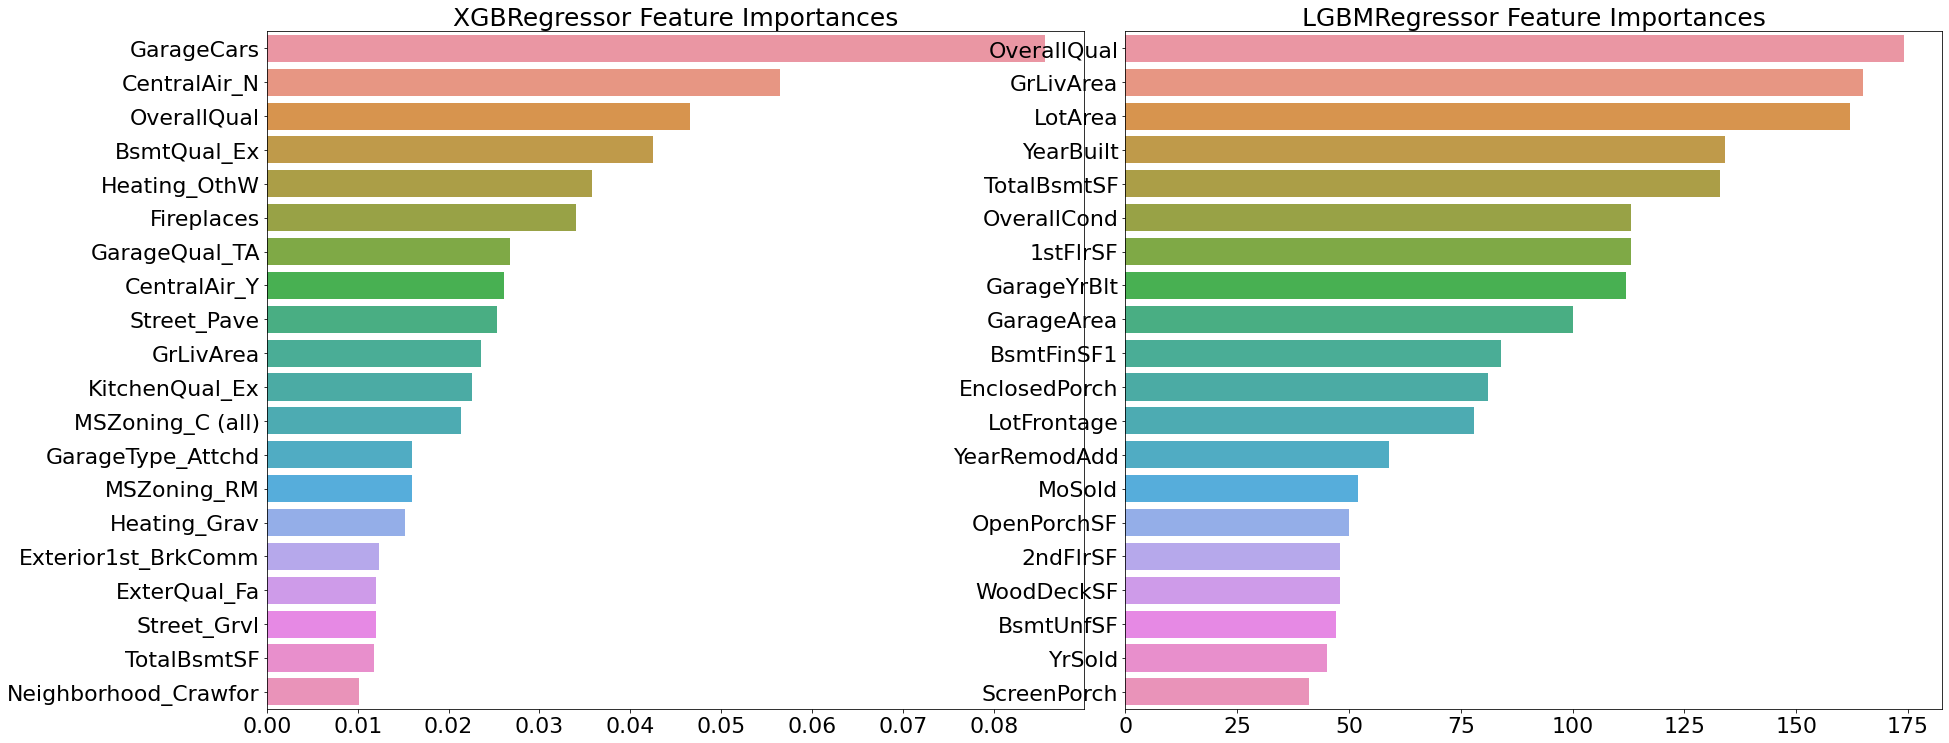 XGBRegressor Feature Importances
GarageCars
CentralAir_N
OverallQual
BsmtQual_Ex
Heating_OthW
Fireplaces
GarageQual_TA
CentralAir_Y
Street_Pave
GrLivArea
KitchenQual_Ex
MSZoning_C (all)
GarageType_Attchd
MSZoning_RM
Heating_Grav
Exterior1st_BrkComm
ExterQual_Fa
Street_Grvl
TotalBsmtSF
Neighborhood_Crawfor
0.00 0.01 0.02 0.03 0.04 0.05 0.06 0.07 0.08
LGBMRegressor Feature Importances
OverallQual
GrLivArea
LotArea
YearBuilt
TotalBsmtSF
OverallCond
1stFlrSF
GarageYrBlt
GarageArea
BsmtFinSF1
EnclosedPorch
LotFrontage
YearRemodAdd
MoSold
OpenPorchSF
2ndFlrSF
WoodDeckSF
BsmtUnfSF
YrSold
ScreenPorch
0 25 50 75 100 125 150 175